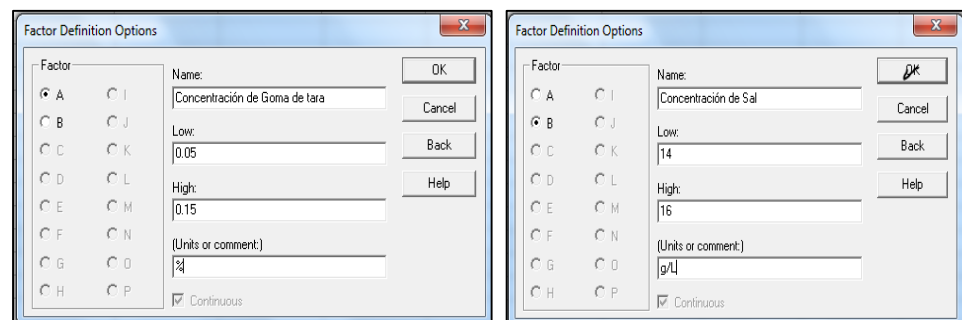 Factor Definition Options
Factor
A
I
B
J
C
K
D
L
E
M
F
N
G
O
H
P
Name:
Concentración de Goma de tara
Low:
0.05
High:
0.15
(Units or comment:)
%
Continuous
OK
Cancel
Back
Help
Factor Definition Options
Factor
A
I
B
J
C
K
D
L
E
M
F
N
G
O
H
P
Name:
Concentración de Sal
Low:
14
High:
16
(Units or comment:)
g/L
Continuous
OK
Cancel
Back
Help